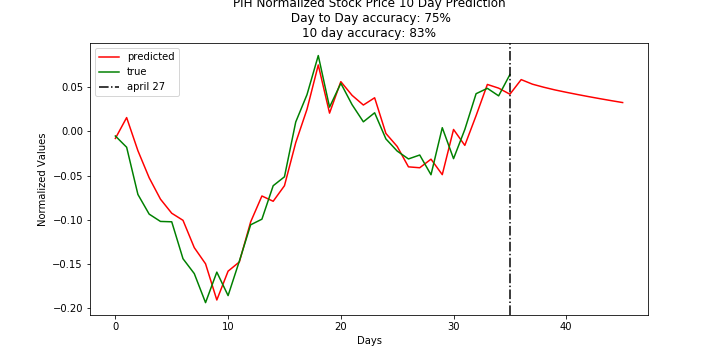 PIH Normalized Stock Price 10 Day Prediction
Day to Day accuracy: 75%
10 day accuracy: 83%
predicted
true
april 27
Normalized Values
0.05
0.00
−0.05
−0.10
−0.15
−0.20
0
10
20
30
40
Days